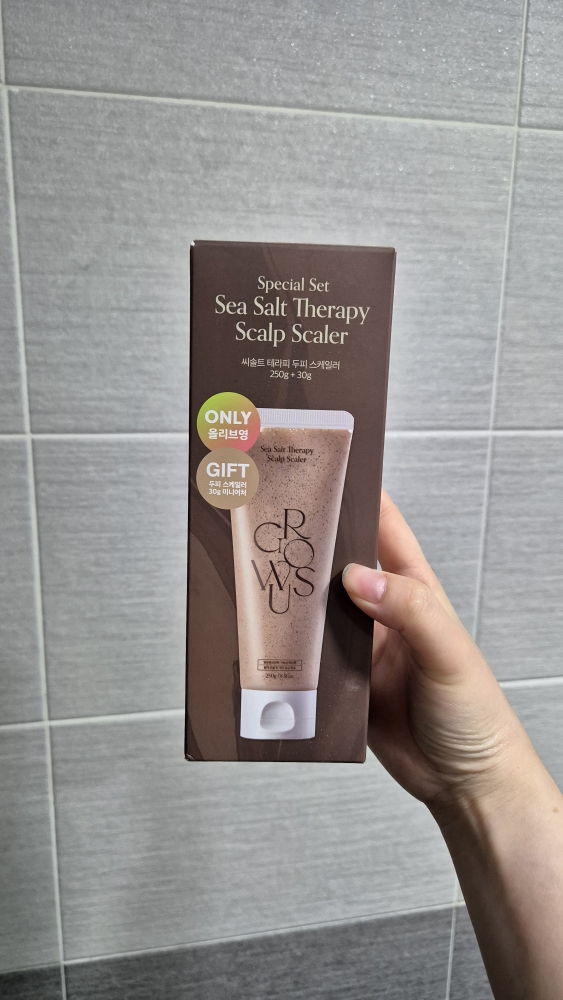 Special Set
Sea Salt Therapy
Scalp Scaler
씨솔트 테라피 두피 스케일러
250g + 30g
ONLY
올리브영
GIFT
두피 스케일러
30g 미니어처
Sea Salt Therapy
Scalp Scaler
GROWUS